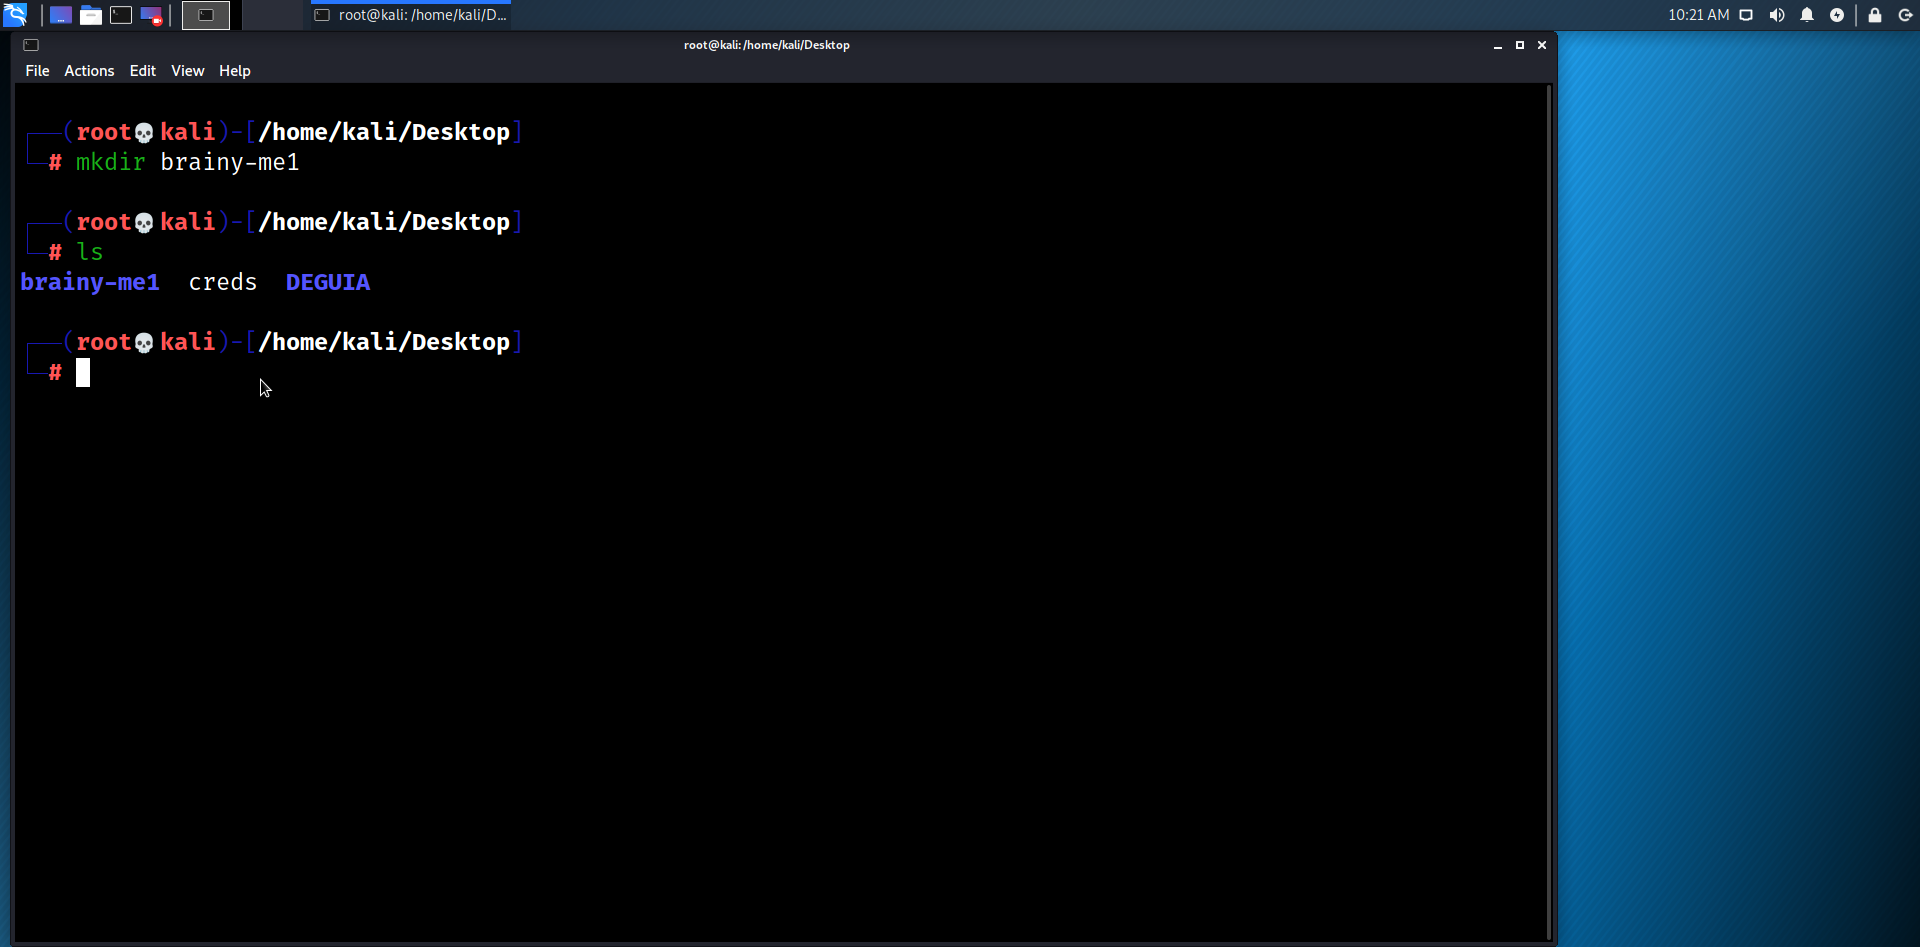 root@kali: /home/kali/D...
10:21 AM
root@kali: /home/kali/Desktop
File Actions Edit View Help
(root💀kali)-[/home/kali/Desktop]
# mkdir brainy-me1
(root💀kali)-[/home/kali/Desktop]
# ls
brainy-me1 creds DEGUIA
(root💀kali)-[/home/kali/Desktop]
#